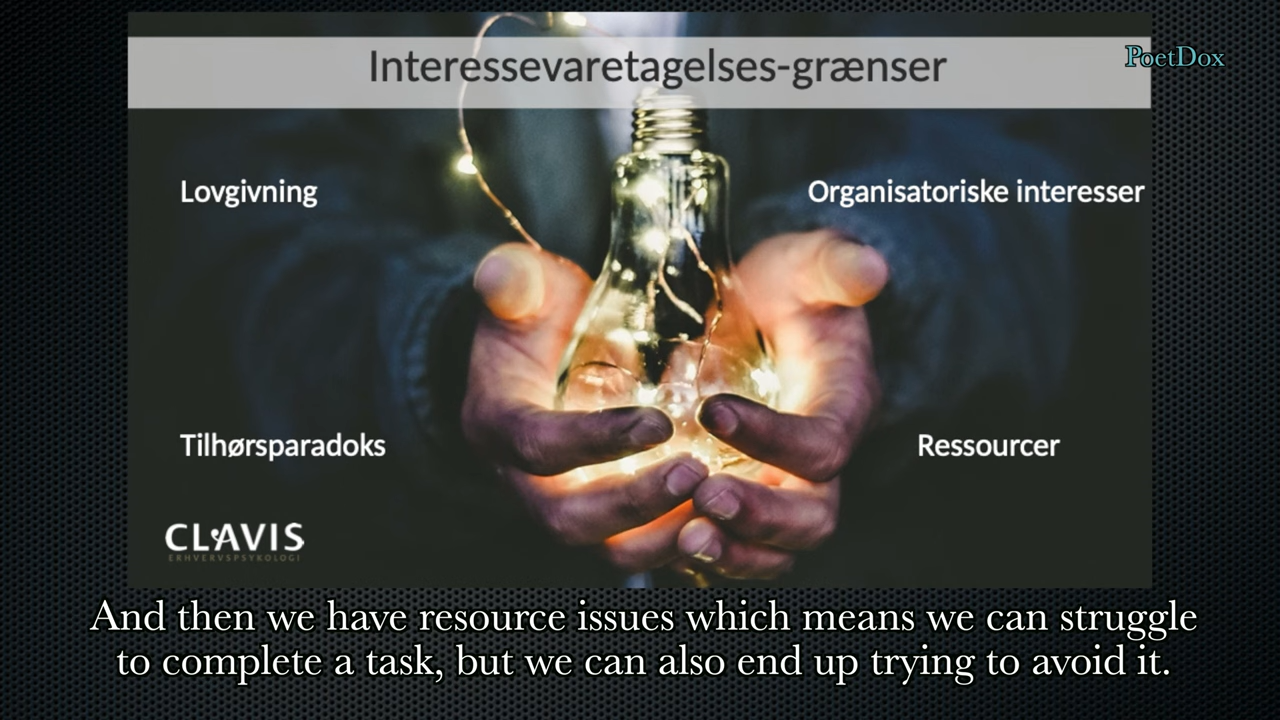 Interessevaretagelses-grænser
PoetDox
Lovgivning
Organisatoriske interesser
Tilhørsparadoks
Ressourcer
CLAVIS
ERHVERVSPSYKOLOGI
And then we have resource issues which means we can struggle
to complete a task, but we can also end up trying to avoid it.